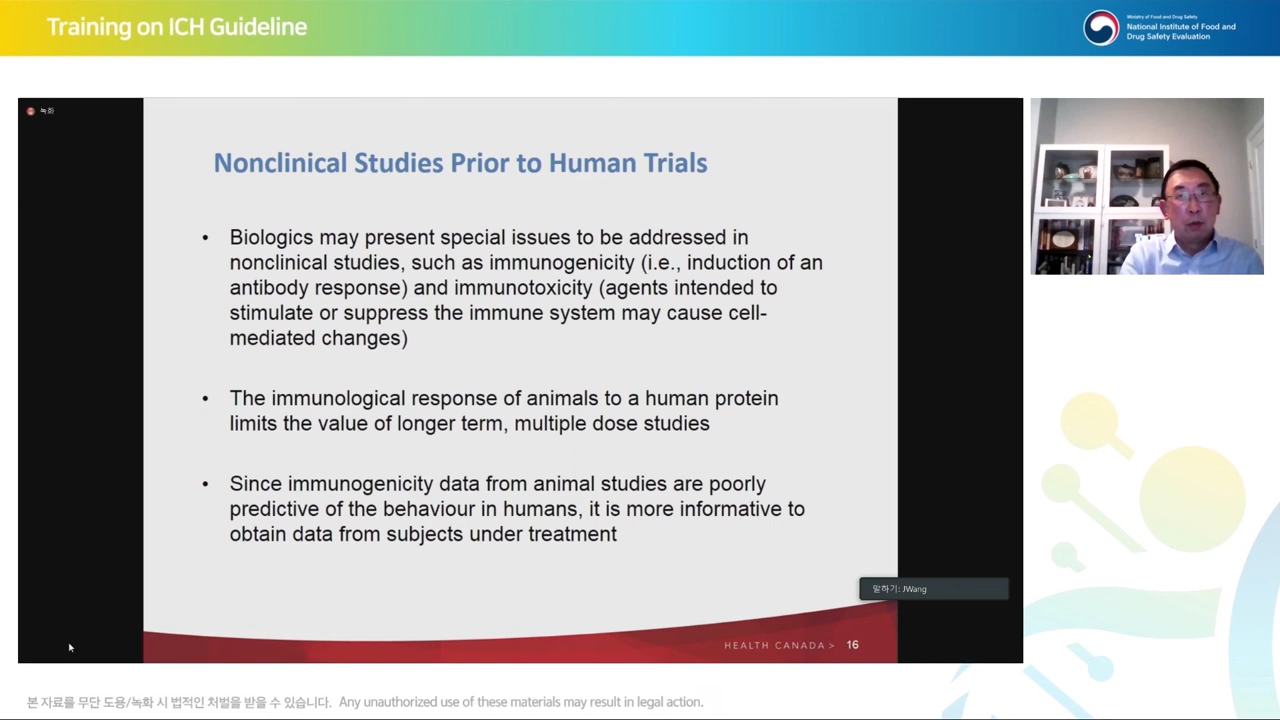 Training on ICH Guideline
Ministry of Food and Drug Safety
National Institute of Food and
Drug Safety Evaluation
녹화
Nonclinical Studies Prior to Human Trials
• Biologics may present special issues to be addressed in
nonclinical studies, such as immunogenicity (i.e., induction of an
antibody response) and immunotoxicity (agents intended to
stimulate or suppress the immune system may cause cell-
mediated changes)
• The immunological response of animals to a human protein
limits the value of longer term, multiple dose studies
• Since immunogenicity data from animal studies are poorly
predictive of the behaviour in humans, it is more informative to
obtain data from subjects under treatment
말하기: JWang
HEALTH CANADA > 16
본 자료를 무단 도용/녹화 시 법적인 처벌을 받을 수 있습니다. Any unauthorized use of these materials may result in legal action.